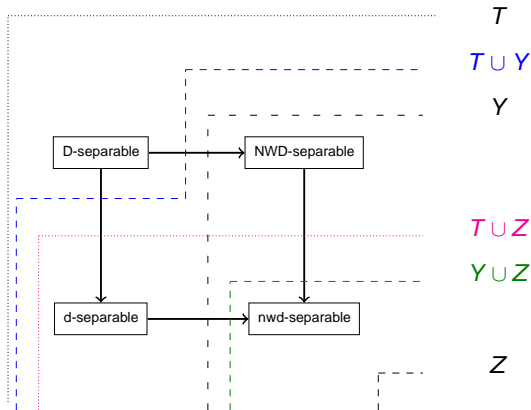 T
T ∪ Y
Y
D-separable NWD-separable
T ∪ Z
Y ∪ Z
d-separable nwd-separable
Z